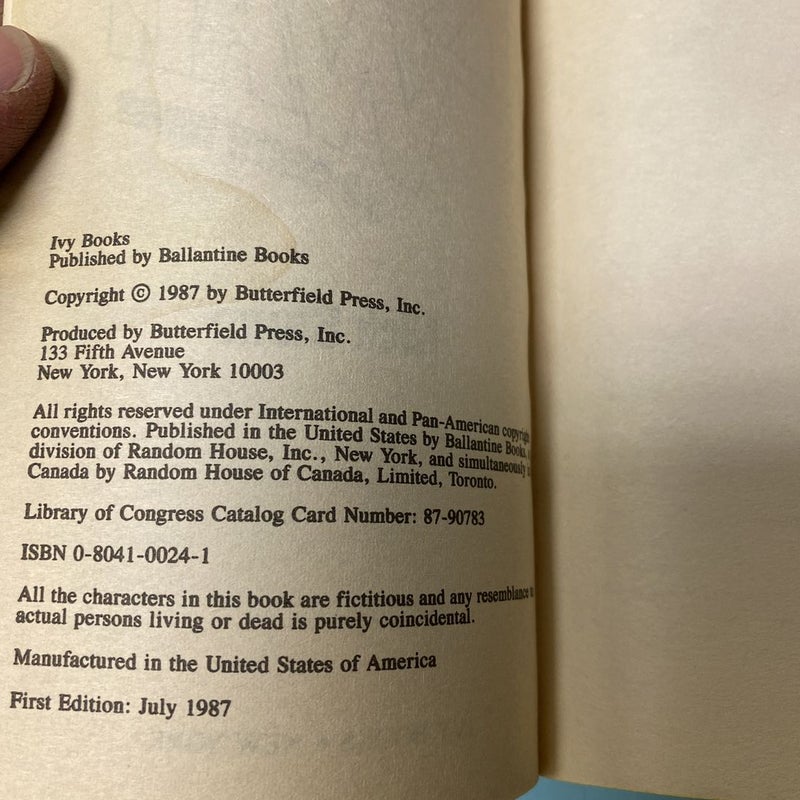 Ivy Books
Published by Ballantine Books
Copyright © 1987 by Butterfield Press, Inc.
Produced by Butterfield Press, Inc.
133 Fifth Avenue
New York, New York 10003
All rights reserved under International and Pan-American copyright
conventions. Published in the United States by Ballantine Books,
division of Random House, Inc., New York, and simultaneously
Canada by Random House of Canada, Limited, Toronto.
Library of Congress Catalog Card Number: 87-90783
ISBN 0-8041-0024-1
All the characters in this book are fictitious and any resemblance
actual persons living or dead is purely coincidental.
Manufactured in the United States of America
First Edition: July 1987